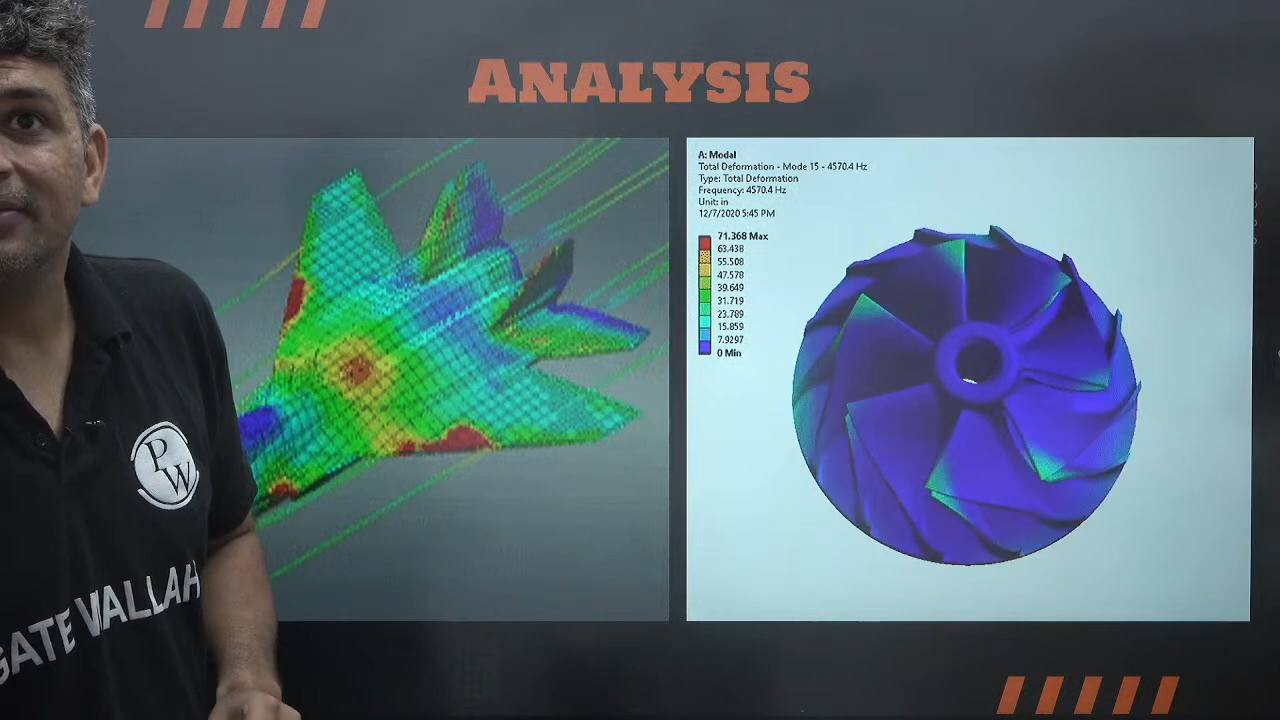 ANALYSIS
A: Modal
Total Deformation - Mode 15 - 4570.4 Hz
Type: Total Deformation
Frequency: 4570.4 Hz
Unit: in
12/7/2020 5:45 PM
71.368 Max
63.438
55.508
47.578
39.649
31.719
23.789
15.859
7.9297
0 Min
PW
GATE WALLAH